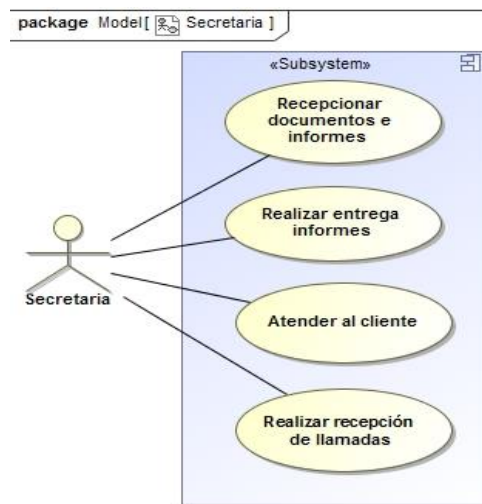 package Model[ Secretaria ]
«Subsystem»
Recepcionar
documentos e
informes
Realizar entrega
informes
Secretaria
Atender al cliente
Realizar recepción
de llamadas